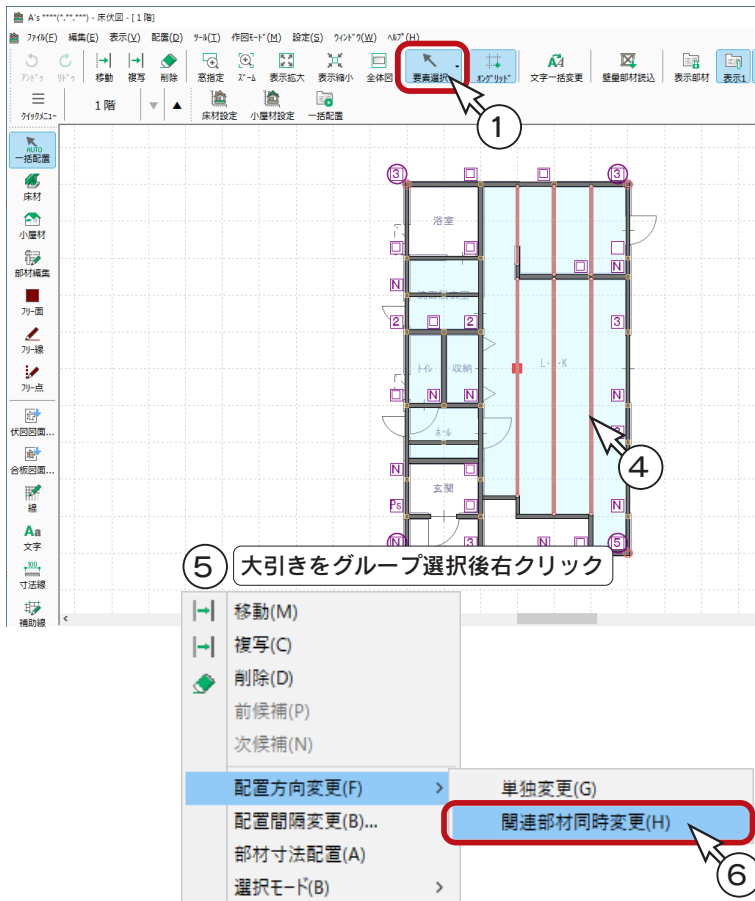 A's ****(*.**.***) - 床伏図 - [1 階]
ﾌｧｲﾙ(F) 編集(E) 表示(V) 配置(D) ﾂｰﾙ(T) 作図ﾓｰﾄﾞ(M) 設定(S) ｳｨﾝﾄﾞｳ(W) ﾍﾙﾌﾟ(H)
ｱﾝﾄﾞｩ ﾘﾄﾞｩ 移動 複写 削除 窓指定 ｽﾞｰﾑ 表示拡大 表示縮小 全体図 要素選択 ｵﾝｸﾞﾘｯﾄﾞ 文字一括変更 壁量部材読込 表示部材 表示1
ｸｲｯｸﾒﾆｭｰ 1 階 ▼ ▲ 床材設定 小屋材設定 一括配置
①
AUTO
一括配置
床材
小屋材
部材編集
ﾌﾘｰ面
ﾌﾘｰ線
ﾌﾘｰ点
伏図図面...
合板図面...
線
Aa
文字
100
寸法線
補助線
3 3
浴室
N N
2 2 3
トイレ 収納 L・・K
N N N
ホール
④
N
玄関
Ps N
N 3 N 5
⑤ 大引きをグループ選択後右クリック
移動(M)
複写(C)
削除(D)
前候補(P)
次候補(N)
配置方向変更(F) >
単独変更(G)
配置間隔変更(B)...
関連部材同時変更(H)
部材寸法配置(A)
⑥
選択ﾓｰﾄﾞ(B) >